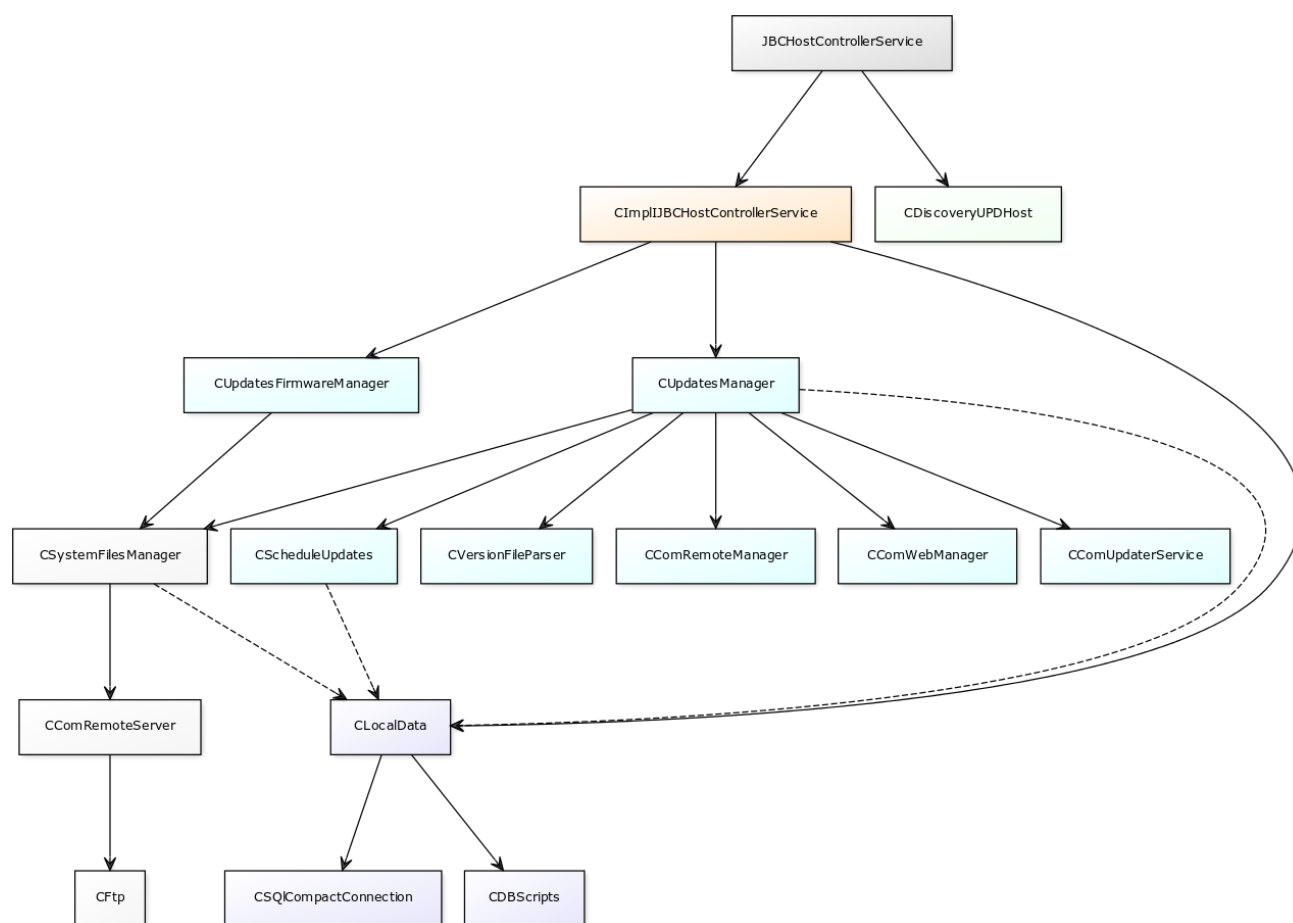 JBCHostControllerService
CImplIJBCHostControllerService
CDiscoveryUPDHost
CUpdatesFirmwareManager
CUpdatesManager
CSystemFilesManager
CScheduleUpdates
CVersionFileParser
CComRemoteManager
CComWebManager
CComUpdaterService
CComRemoteServer
CLocalData
CFtp
CSQlCompactConnection
CDBScripts